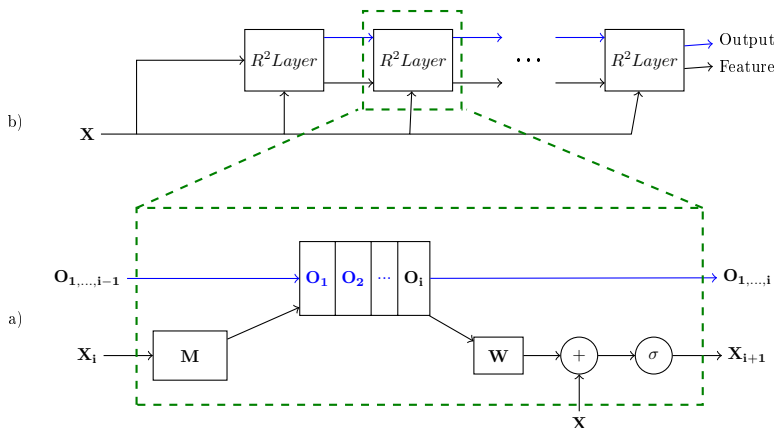 Output
R²Layer R²Layer ... R²Layer
Feature
b)
X
O₁,...,ᵢ₋₁ O₁ O₂ ... Oᵢ O₁,...,ᵢ
a)
Xᵢ M W + σ Xᵢ₊₁
X